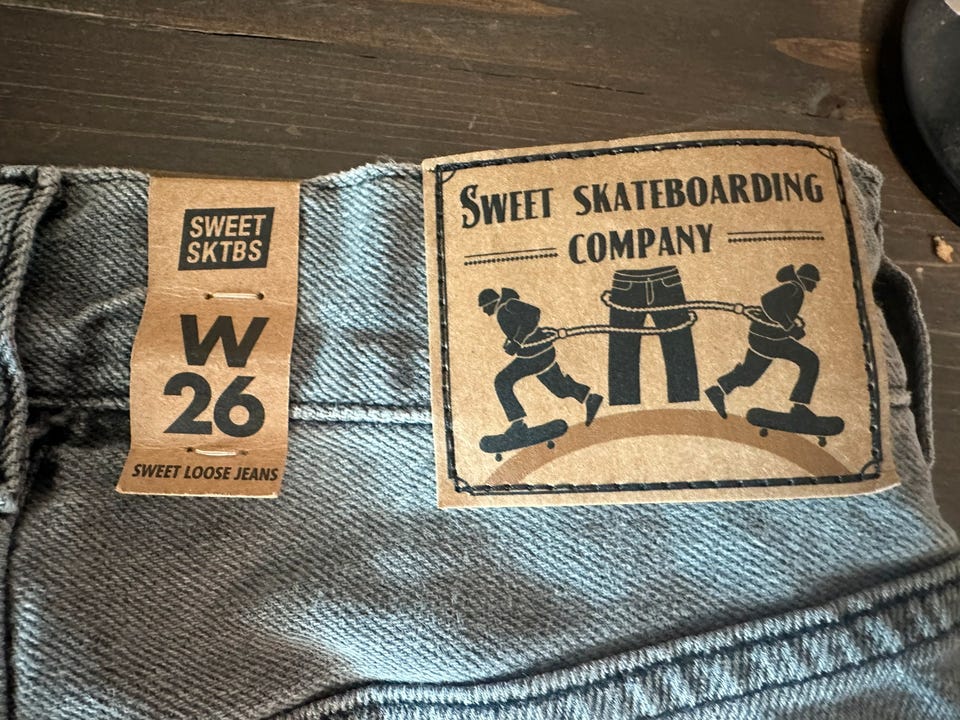 SWEET
SKTBS
W
26
SWEET LOOSE JEANS
SWEET SKATEBOARDING
COMPANY